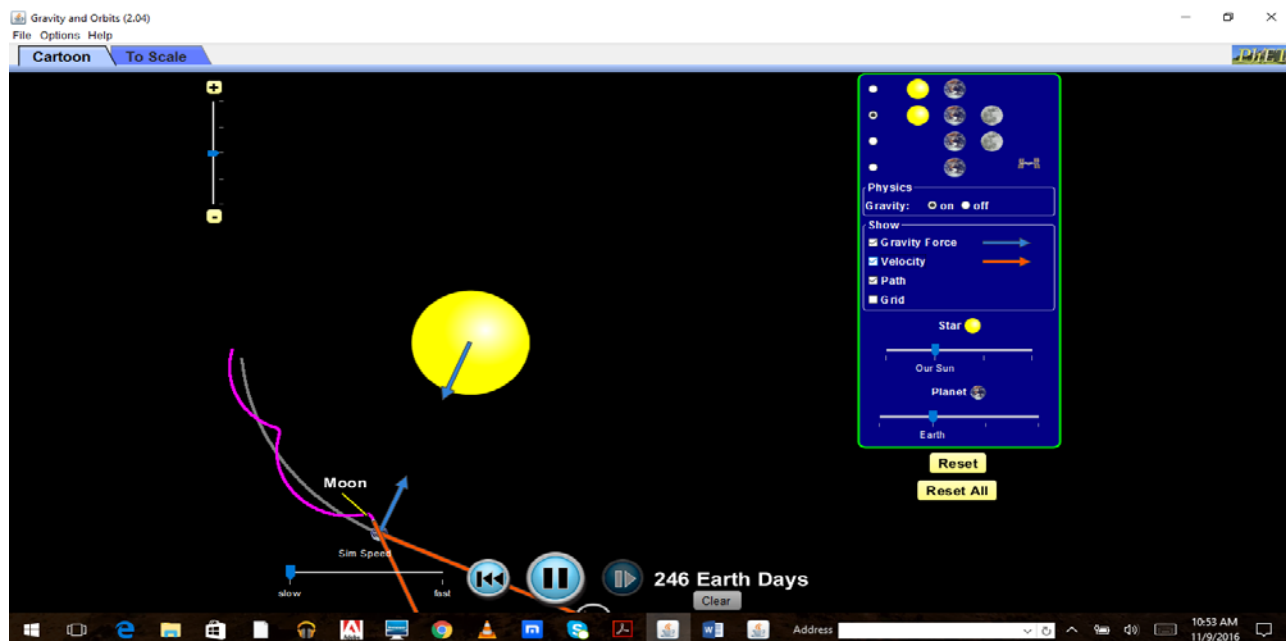 Gravity and Orbits (2.04)
File Options Help
Cartoon To Scale
PhET
+
-
Physics
Gravity: on off
Show
Gravity Force
Velocity
Path
Grid
Star
Our Sun
Planet
Earth
Reset
Reset All
Moon
Sim Speed
slow fast
246 Earth Days
Clear
Address
10:53 AM
11/9/2016